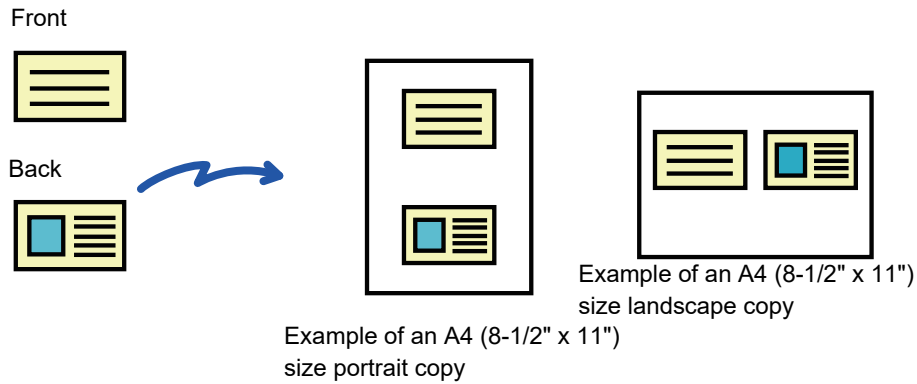 Front
Back
Example of an A4 (8-1/2" x 11")
size portrait copy
Example of an A4 (8-1/2" x 11")
size landscape copy